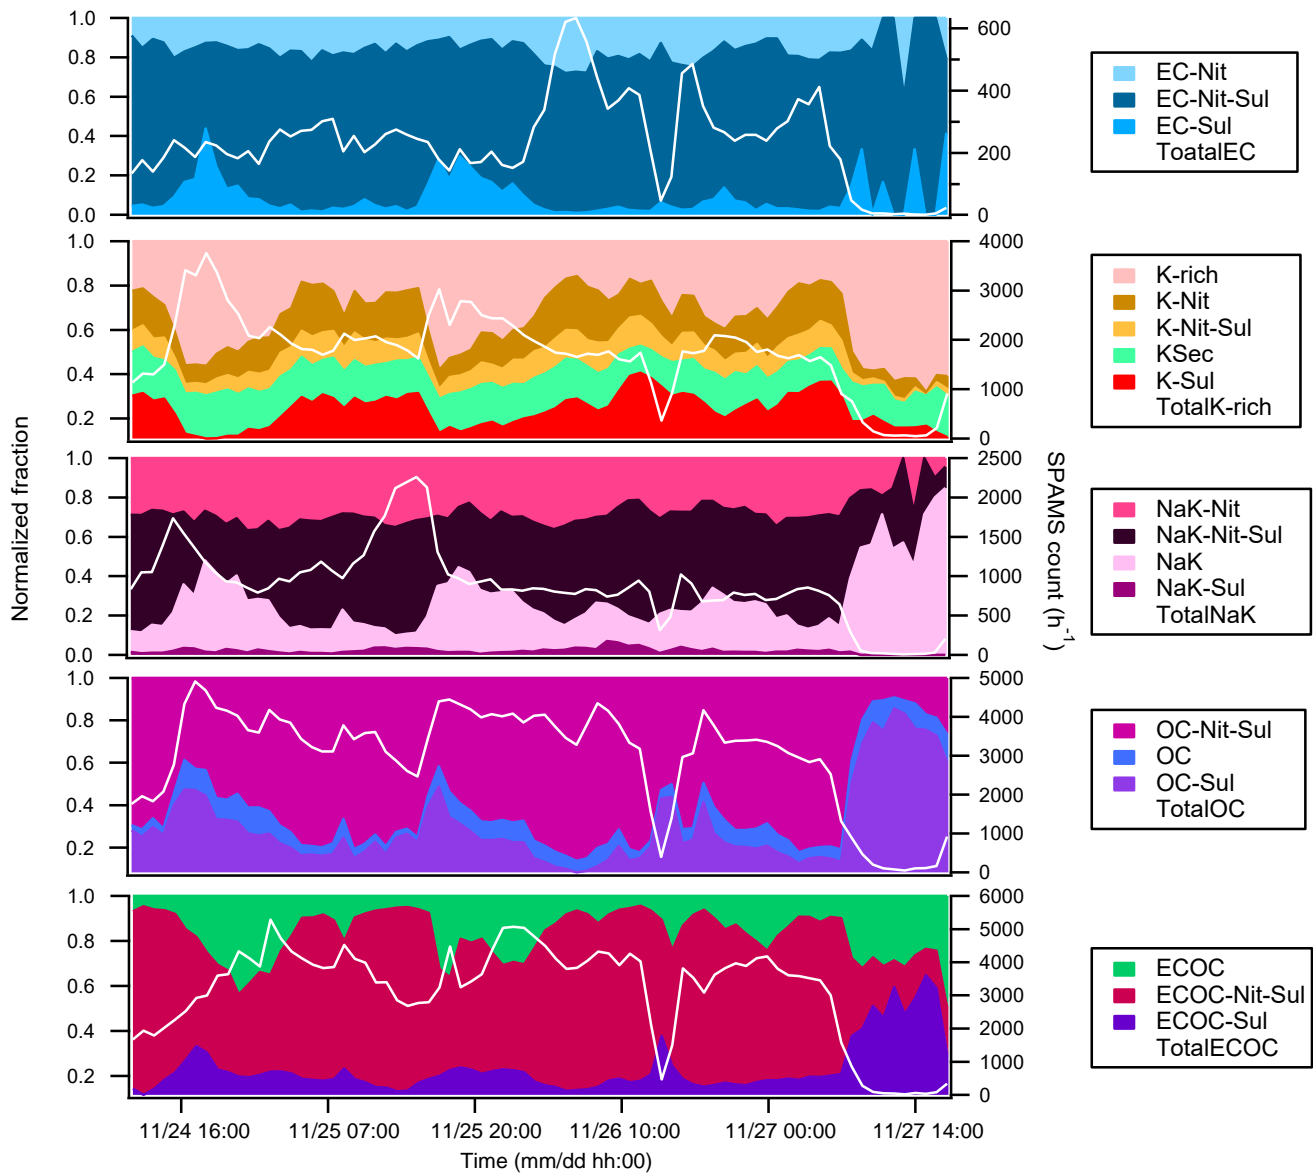 1.0
0.8
0.6
0.4
0.2
0.0
600
400
200
0
EC-Nit
EC-Nit-Sul
EC-Sul
ToatalEC
1.0
0.8
0.6
0.4
0.2
4000
3000
2000
1000
0
K-rich
K-Nit
K-Nit-Sul
KSec
K-Sul
TotalK-rich
Normalized fraction
1.0
0.8
0.6
0.4
0.2
0.0
2500
2000
1500
1000
500
0
SPAMS count (h⁻¹)
NaK-Nit
NaK-Nit-Sul
NaK
NaK-Sul
TotalNaK
1.0
0.8
0.6
0.4
0.2
5000
4000
3000
2000
1000
0
OC-Nit-Sul
OC
OC-Sul
TotalOC
1.0
0.8
0.6
0.4
0.2
6000
5000
4000
3000
2000
1000
0
ECOC
ECOC-Nit-Sul
ECOC-Sul
TotalECOC
11/24 16:00 11/25 07:00 11/25 20:00 11/26 10:00 11/27 00:00 11/27 14:00
Time (mm/dd hh:00)